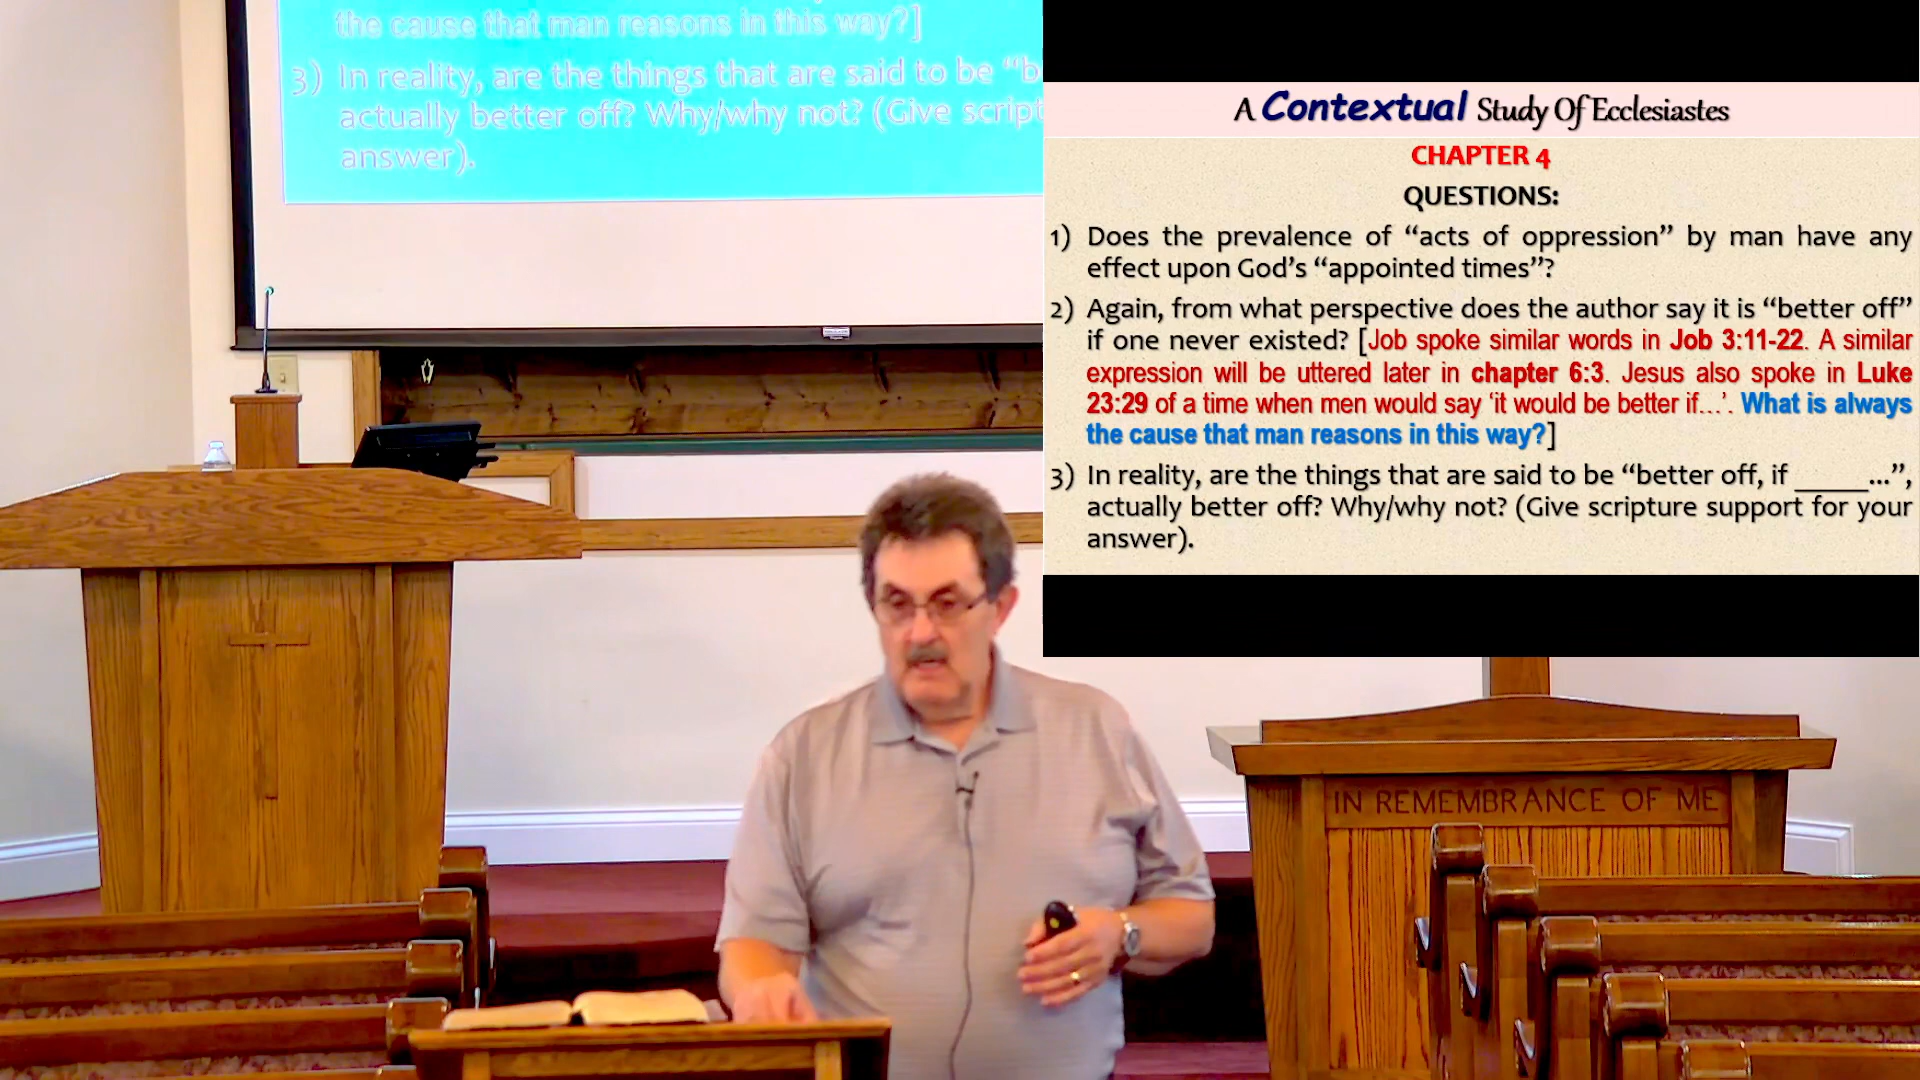 the cause that man reasons in this way?]
3) In reality, are the things that are said to be “b
actually better off? Why/why not? (Give script
answer).
A Contextual Study Of Ecclesiastes
CHAPTER 4
QUESTIONS:
1) Does the prevalence of “acts of oppression” by man have any
effect upon God’s “appointed times”?
2) Again, from what perspective does the author say it is “better off”
if one never existed? [Job spoke similar words in Job 3:11-22. A similar
expression will be uttered later in chapter 6:3. Jesus also spoke in Luke
23:29 of a time when men would say ‘it would be better if...’. What is always
the cause that man reasons in this way?]
3) In reality, are the things that are said to be “better off, if _____...”,
actually better off? Why/why not? (Give scripture support for your
answer).
IN REMEMBRANCE OF ME